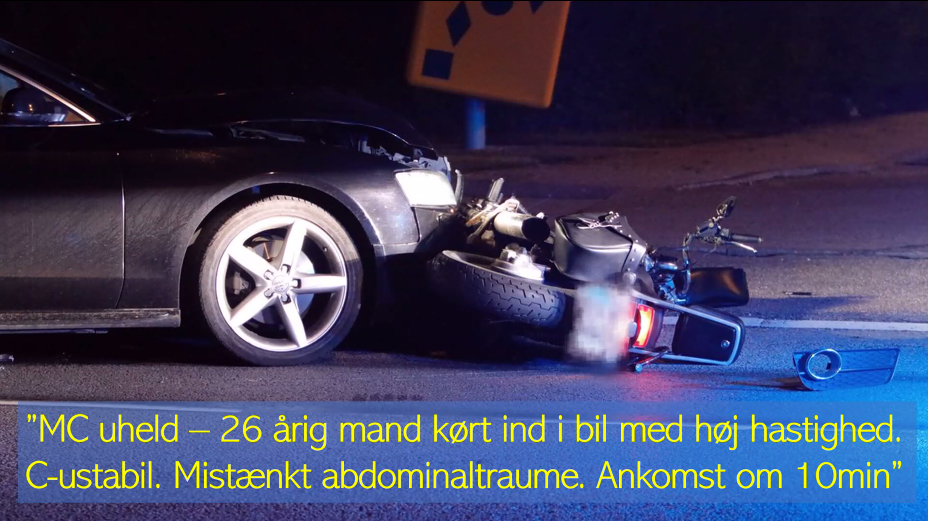 ”MC uheld – 26 årig mand kørt ind i bil med høj hastighed.
C-ustabil. Mistænkt abdominaltraume. Ankomst om 10min”